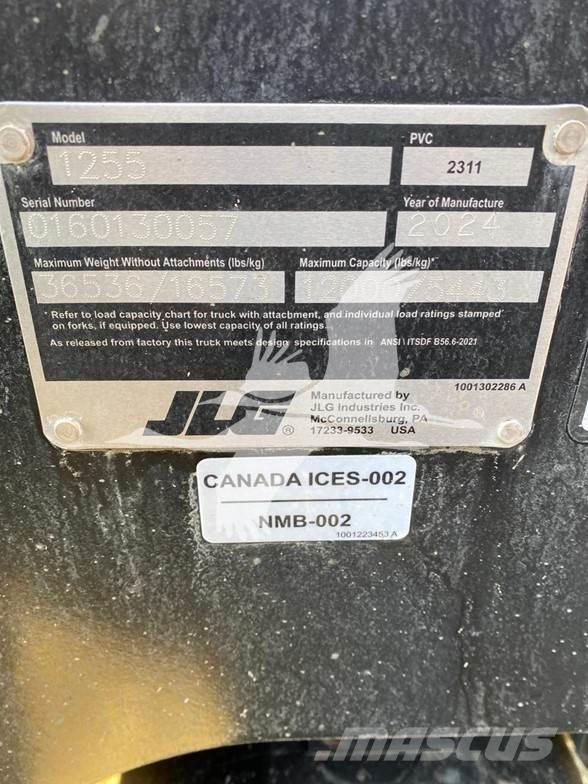 Model
PVC
1255
2311
Serial Number
Year of Manufacture
0160130057
2024
Maximum Weight Without Attachments (lbs/kg)
Maximum Capacity (lbs/kg)*
36536/16573
* Refer to load capacity chart for truck with attachment, and individual load ratings stamped
on forks, if equipped. Use lowest capacity of all ratings.
As released from factory this truck meets design specifications in ANSI \ ITSDF B56.6-2021
1001302286 A
JLG®
Manufactured by
JLG Industries Inc.
McConnellsburg, PA
17233-9533 USA
CANADA ICES-002
NMB-002
1001223453 A
MASCUS